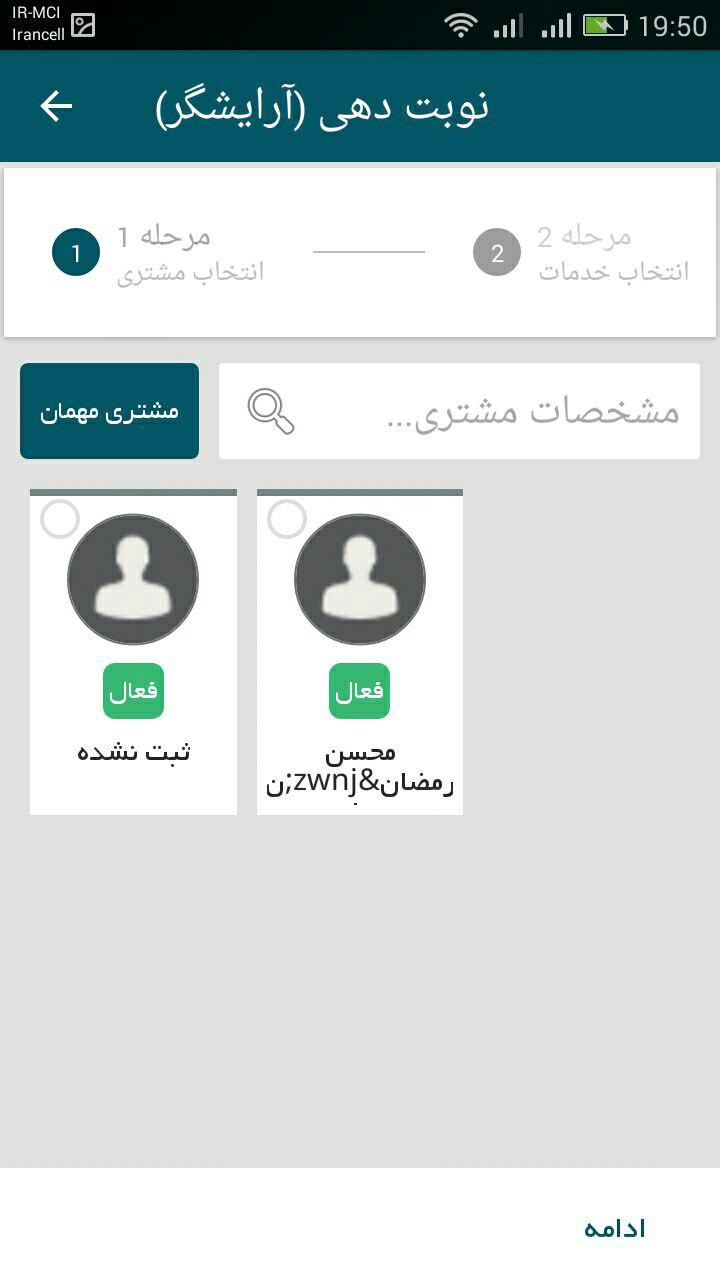 IR-MCI
Irancell
19:50
نوبت دهی (آرایشگر)
1
مرحله 1
انتخاب مشتری
2
مرحله 2
انتخاب خدمات
مشتری مهمان
مشخصات مشتری...
فعال
ثبت نشده
فعال
محسن
رمضان&zwnj;ن
ادامه